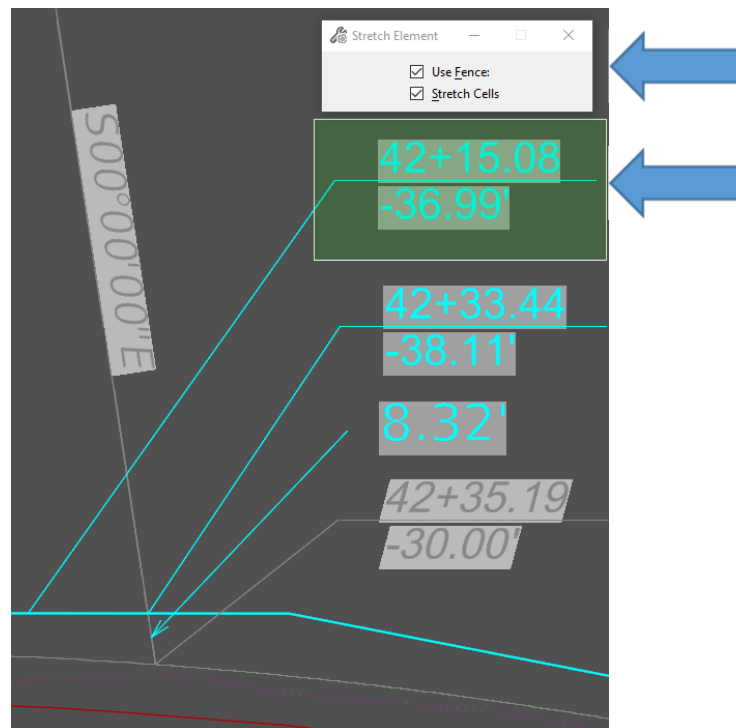 Stretch Element
Use Fence:
Stretch Cells
S00°00'00"E
42+15.08
-36.99'
42+33.44
-38.11'
8.32'
42+35.19
-30.00'